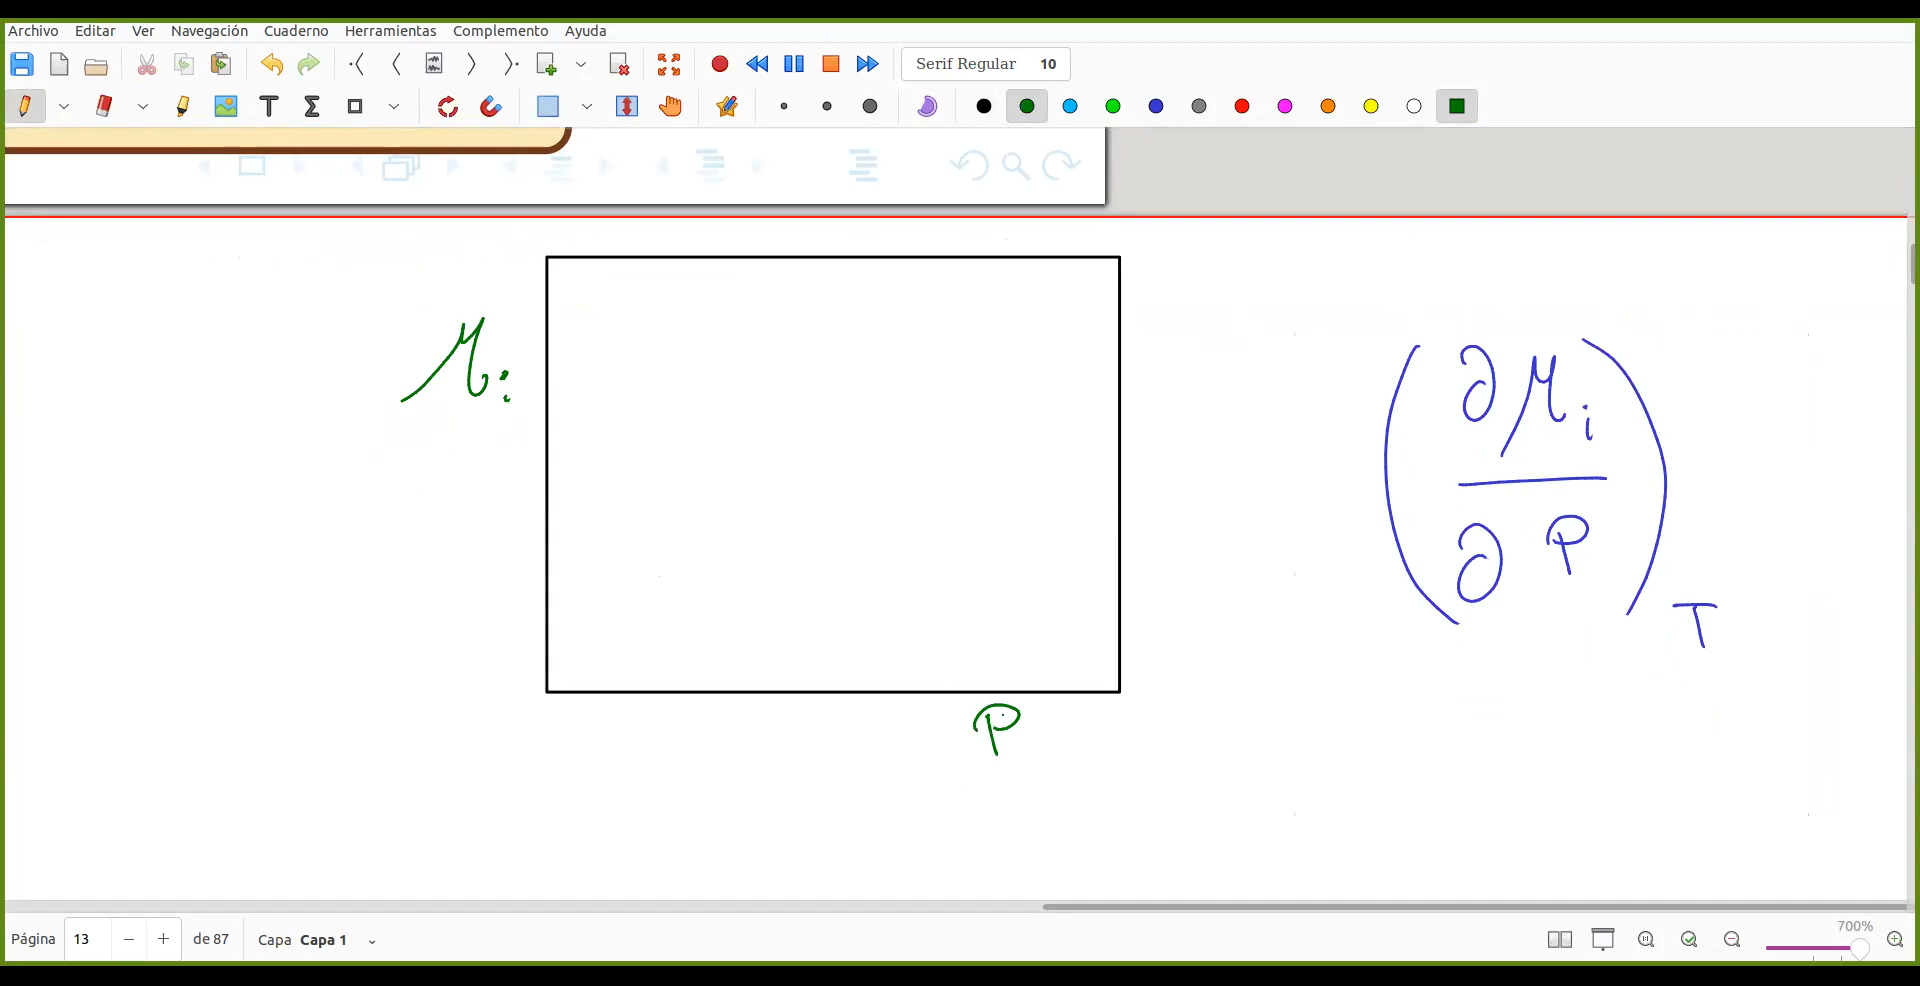 Archivo Editar Ver Navegación Cuaderno Herramientas Complemento Ayuda
Serif Regular 10
μi
(∂μi / ∂P)T
P
Página 13 de 87 Capa Capa 1 700%